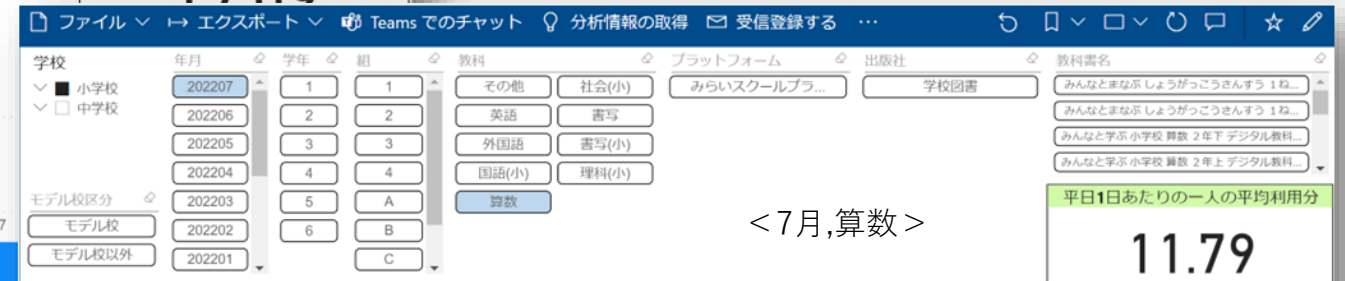 ファイル エクスポート Teams でのチャット 分析情報の取得 受信登録する ...
学校
小学校
中学校
モデル校区分
モデル校
モデル校以外
年月
202207
202206
202205
202204
202203
202202
202201
学年
1
2
3
4
5
6
組
1
2
3
4
A
B
C
教科
その他 社会(小)
英語 書写
外国語 書写(小)
国語(小) 理科(小)
算数
プラットフォーム
みらいスクールプラ...
出版社
学校図書
教科書名
みんなとまなぶ しょうがっこうさんすう 1 ね...
みんなとまなぶ しょうがっこうさんすう 1 ね...
みんなと学ぶ 小学校 算数 2 年下 デジタル教科...
みんなと学ぶ 小学校 算数 2 年上 デジタル教科...
<7月,算数>
平日1日あたりの一人の平均利用分
11.79
7